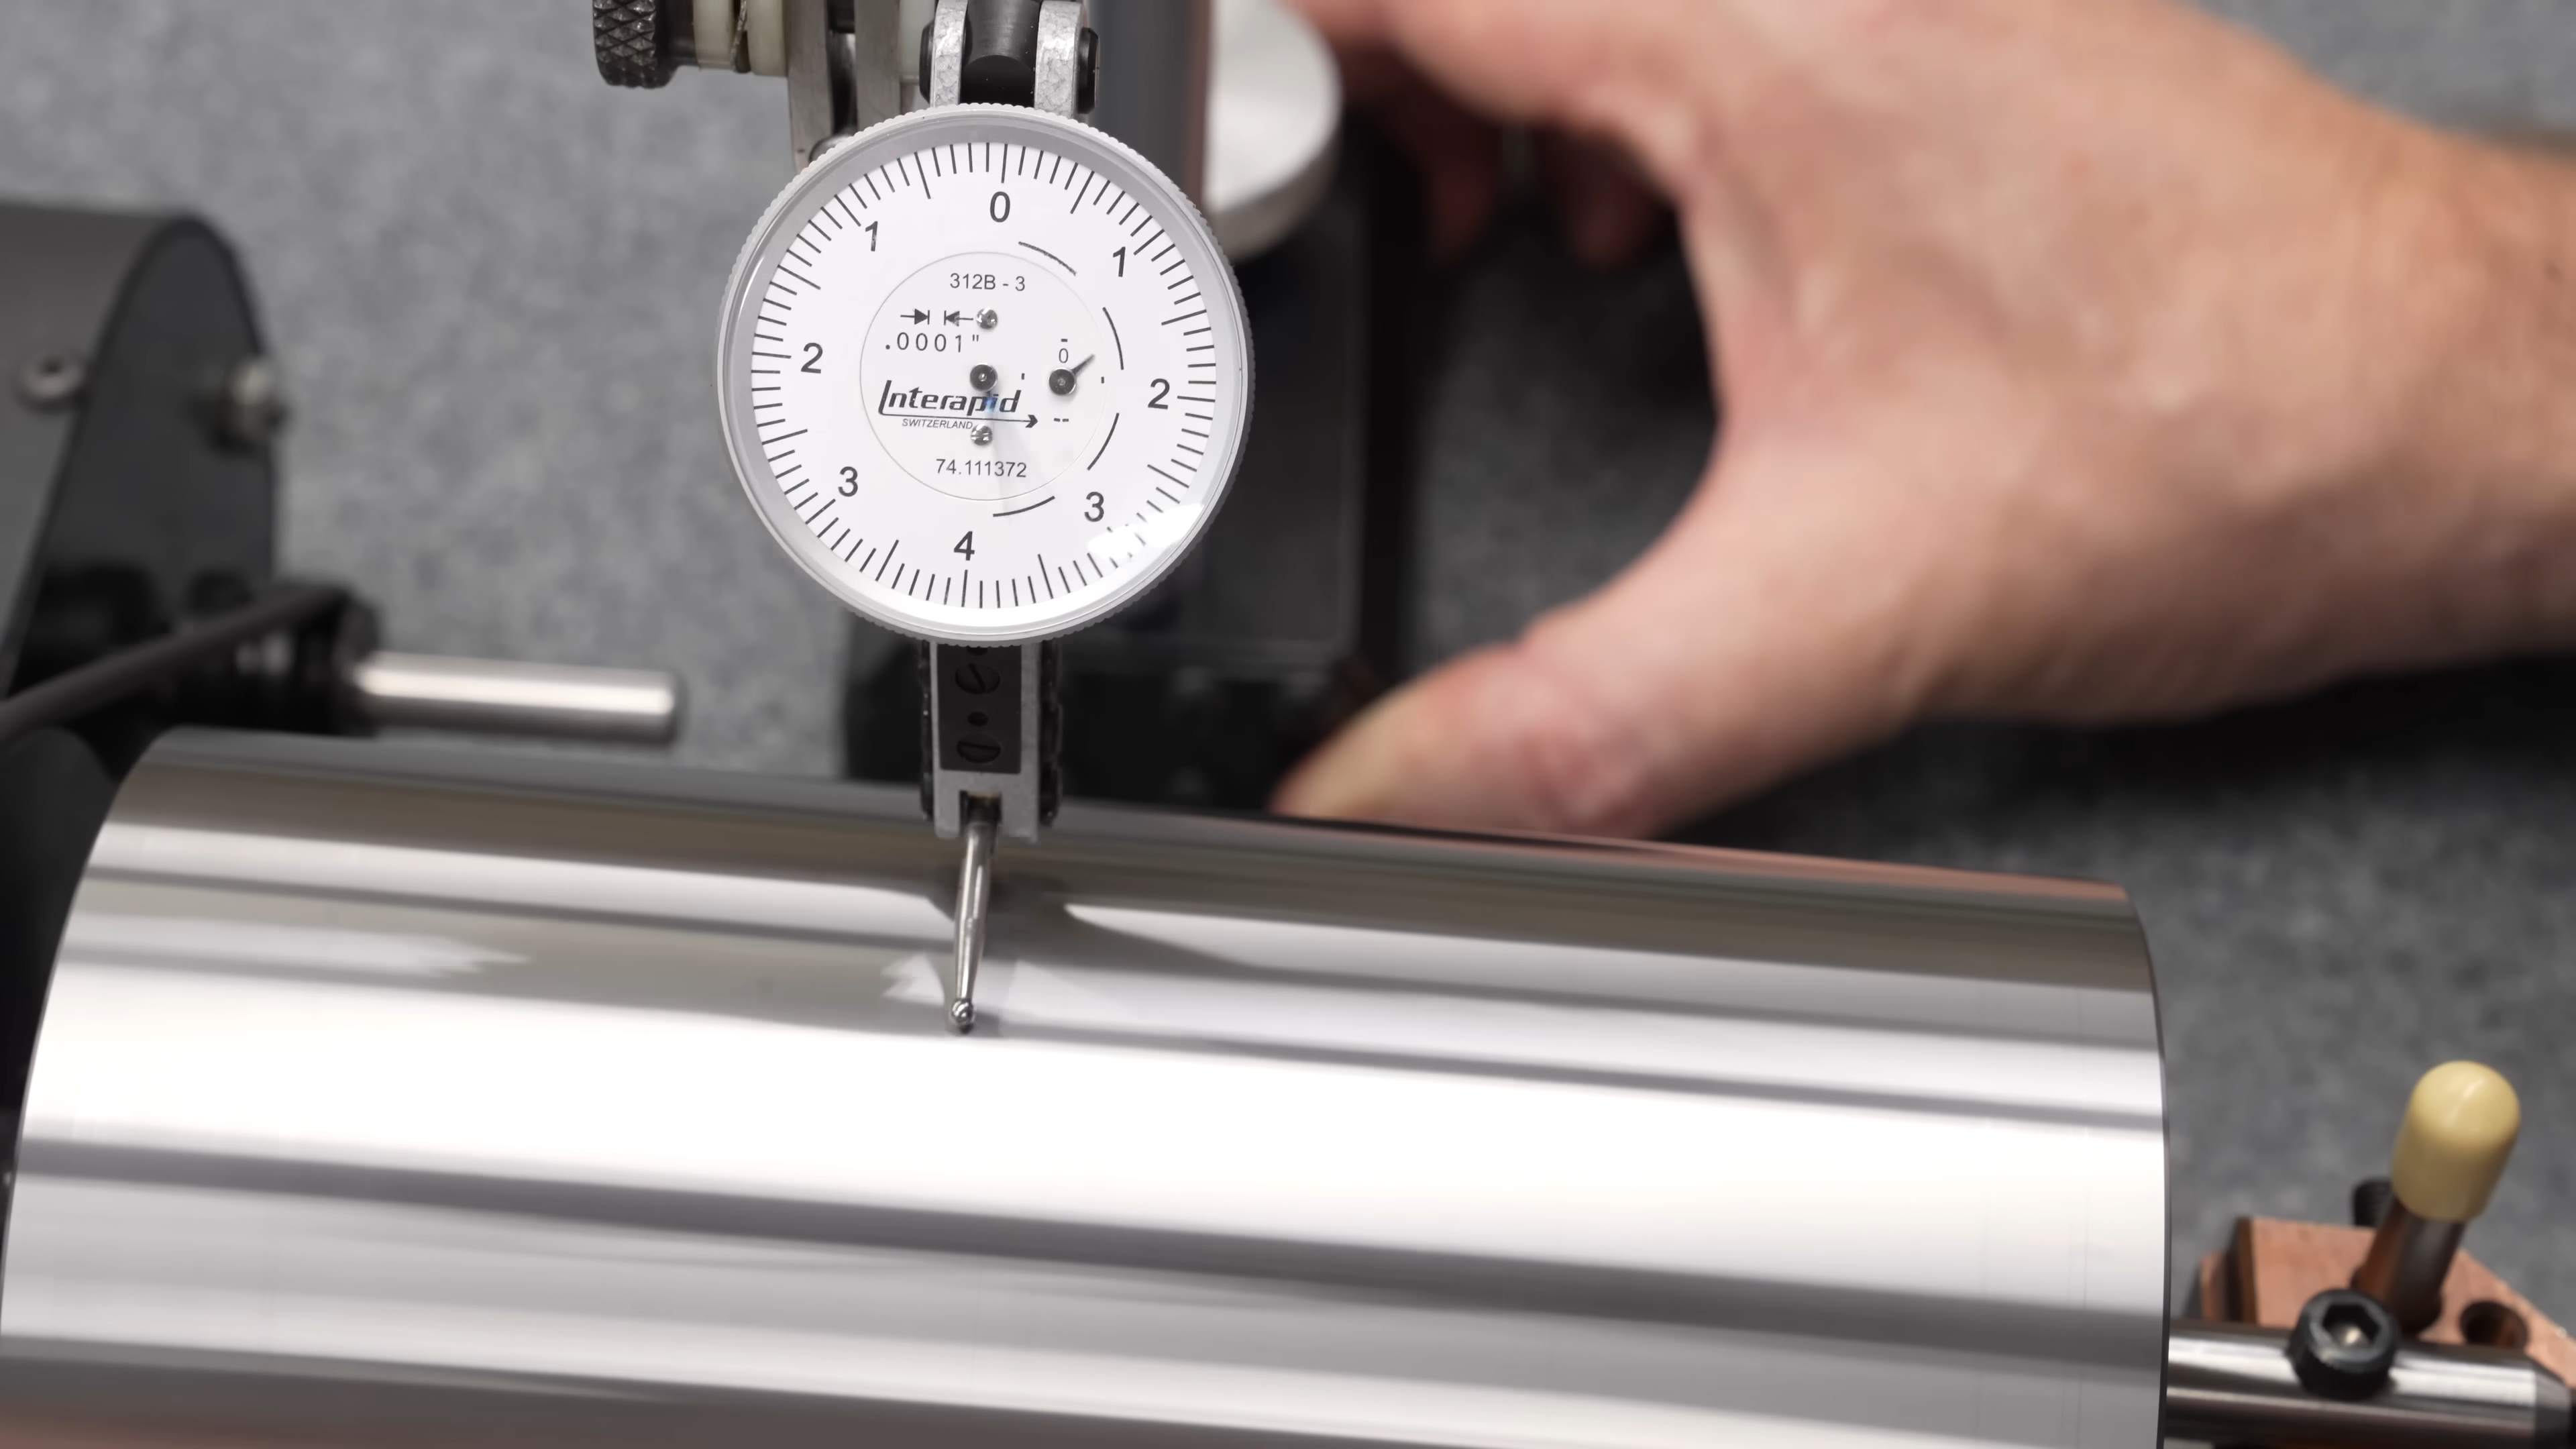 0
1 1
312B - 3
.0001"
0
2 2
Interapid
SWITZERLAND
74.111372
3 3
4